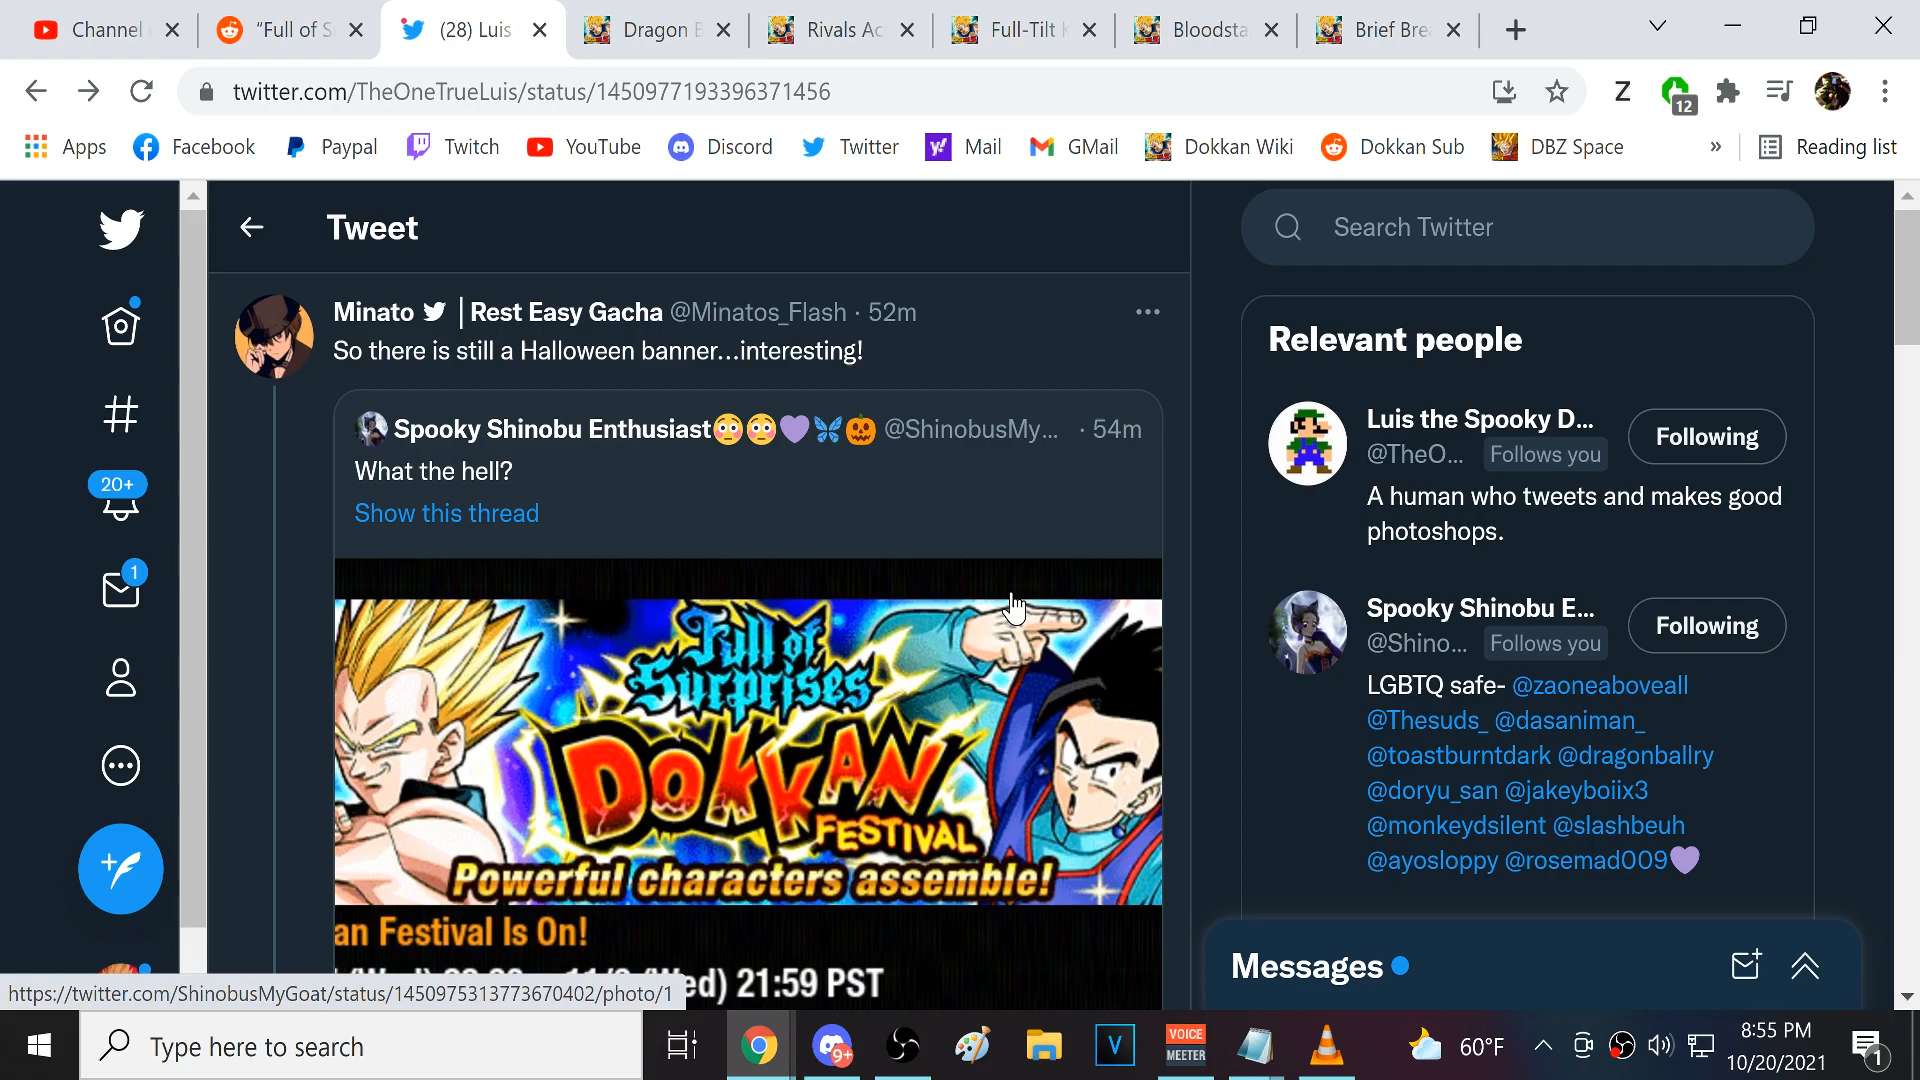 Channel
"Full of S
(28) Luis
Dragon B
Rivals Ac
Full-Tilt K
Bloodsta
Brief Brea
twitter.com/TheOneTrueLuis/status/1450977193396371456
Z
12
Apps
Facebook
Paypal
Twitch
YouTube
Discord
Twitter
Mail
GMail
Dokkan Wiki
Dokkan Sub
DBZ Space
»
Reading list
Tweet
Search Twitter
20+
1
Minato | Rest Easy Gacha @Minatos_Flash · 52m
So there is still a Halloween banner...interesting!
Spooky Shinobu Enthusiast😳😳💜🦋🎃 @ShinobusMy... · 54m
What the hell?
Show this thread
Full of
Surprises
DOKKAN
FESTIVAL
Powerful characters assemble!
an Festival Is On!
ed) 21:59 PST
Relevant people
Luis the Spooky D...
@TheO... Follows you
Following
A human who tweets and makes good
photoshops.
Spooky Shinobu E...
@Shino... Follows you
Following
LGBTQ safe- @zaoneaboveall
@Thesuds_ @dasaniman_
@toastburntdark @dragonballry
@doryu_san @jakeyboiix3
@monkeydsilent @slashbeuh
@ayosloppy @rosemad009💜
Messages
https://twitter.com/ShinobusMyGoat/status/1450975313773670402/photo/1
Type here to search
9+
V
VOICE
MEETER
60°F
8:55 PM
10/20/2021
1